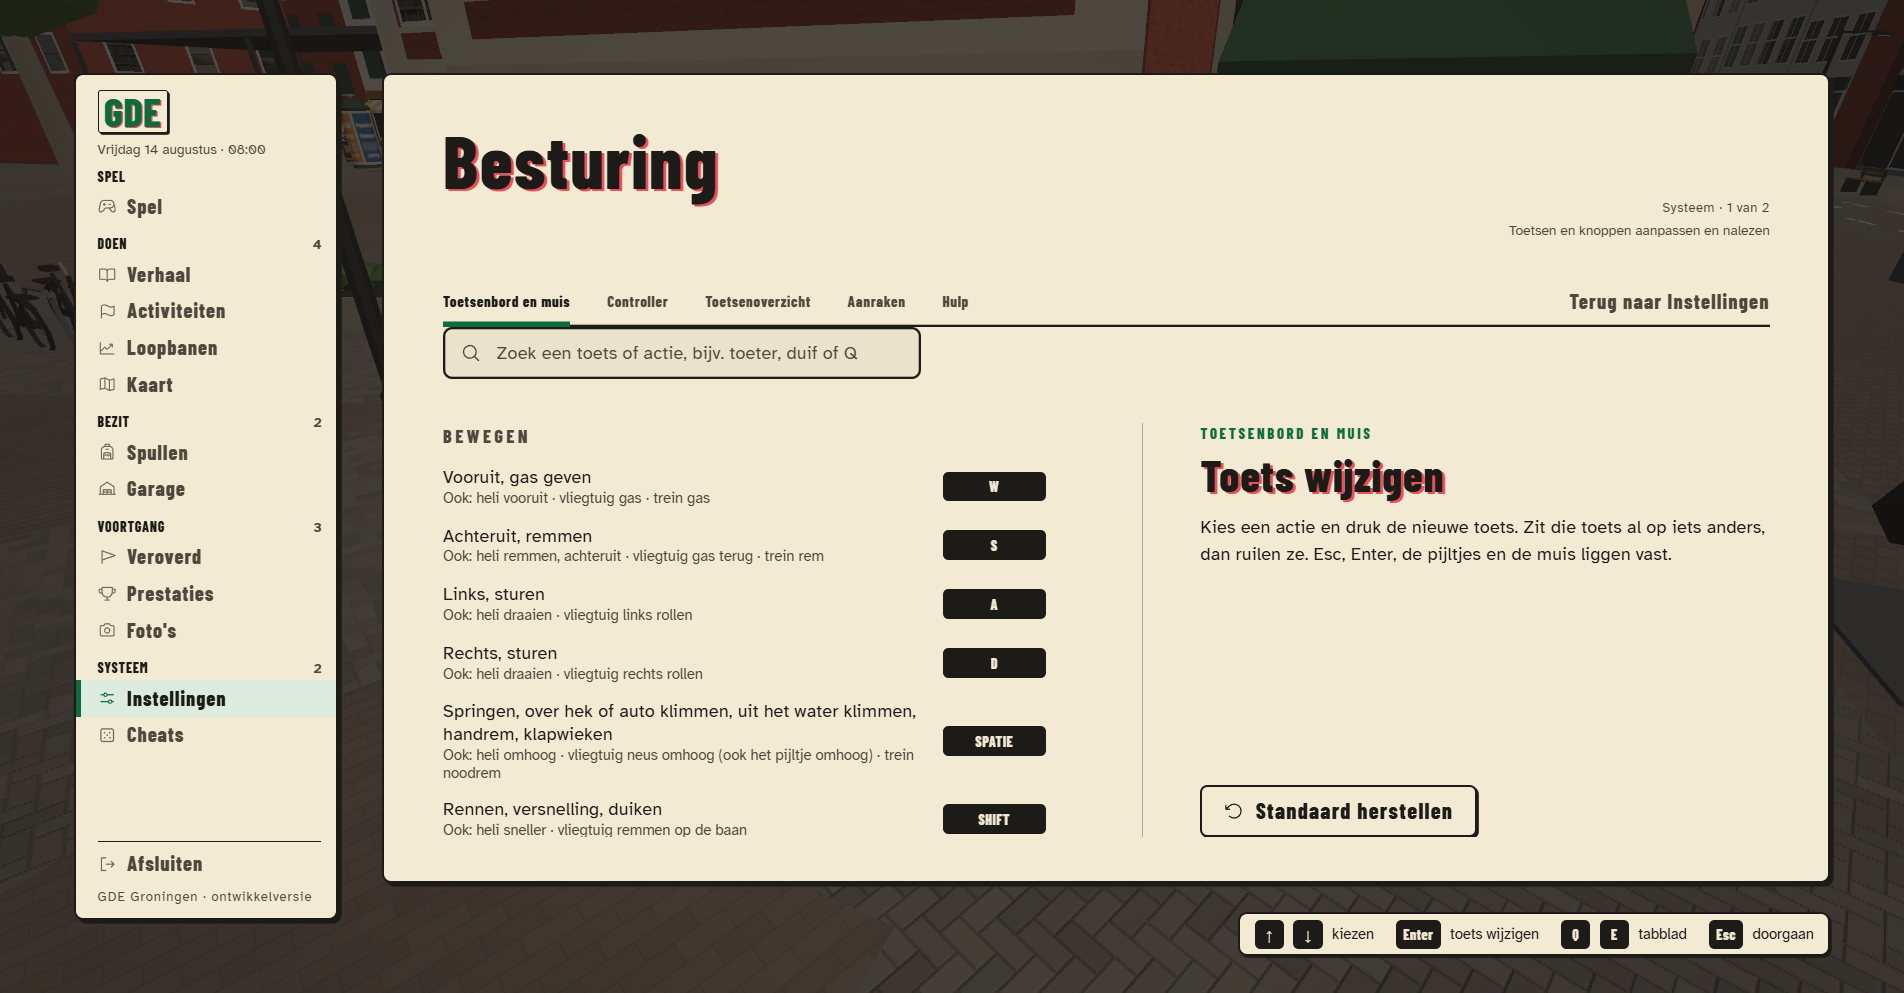 GDE
Vrijdag 14 augustus · 08:00
SPEL
Spel
DOEN 4
Verhaal
Activiteiten
Loopbanen
Kaart
BEZIT 2
Spullen
Garage
VOORTGANG 3
Veroverd
Prestaties
Foto's
SYSTEEM 2
Instellingen
Cheats
Afsluiten
GDE Groningen · ontwikkelversie
Besturing
Systeem · 1 van 2
Toetsen en knoppen aanpassen en nalezen
Toetsenbord en muis Controller Toetsenoverzicht Aanraken Hulp Terug naar Instellingen
Zoek een toets of actie, bijv. toeter, duif of Q
BEWEGEN
Vooruit, gas geven W
Ook: heli vooruit · vliegtuig gas · trein gas
Achteruit, remmen S
Ook: heli remmen, achteruit · vliegtuig gas terug · trein rem
Links, sturen A
Ook: heli draaien · vliegtuig links rollen
Rechts, sturen D
Ook: heli draaien · vliegtuig rechts rollen
Springen, over hek of auto klimmen, uit het water klimmen,
handrem, klapwieken SPATIE
Ook: heli omhoog · vliegtuig neus omhoog (ook het pijltje omhoog) · trein
noodrem
Rennen, versnelling, duiken SHIFT
Ook: heli sneller · vliegtuig remmen op de baan
TOETSENBORD EN MUIS
Toets wijzigen
Kies een actie en druk de nieuwe toets. Zit die toets al op iets anders,
dan ruilen ze. Esc, Enter, de pijltjes en de muis liggen vast.
Standaard herstellen
↑ ↓ kiezen Enter toets wijzigen Q E tabblad Esc doorgaan